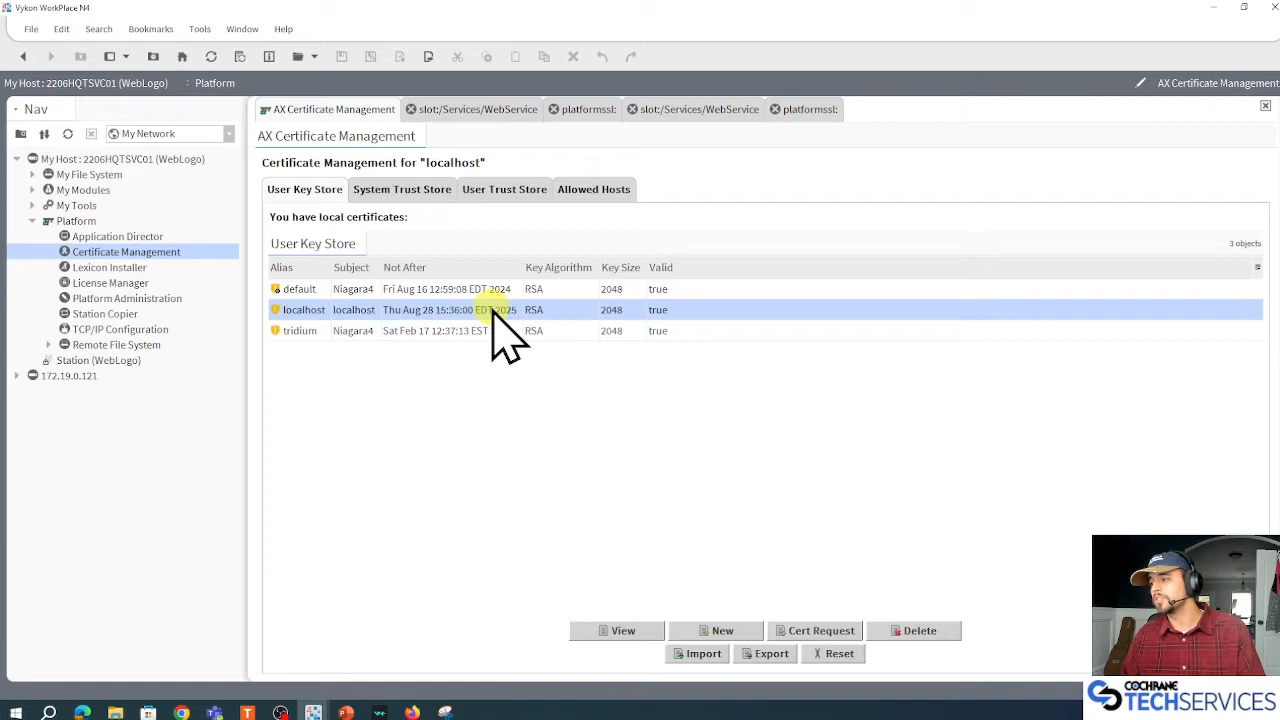 Vykon WorkPlace N4
File Edit Search Bookmarks Tools Window Help
My Host : 2206HQTSVC01 (WebLogo) : Platform AX Certificate Management
Nav
My Network
My Host : 2206HQTSVC01 (WebLogo)
My File System
My Modules
My Tools
Platform
Application Director
Certificate Management
Lexicon Installer
License Manager
Platform Administration
Station Copier
TCP/IP Configuration
Remote File System
Station (WebLogo)
172.19.0.121
AX Certificate Management slot:/Services/WebService platformssl: slot:/Services/WebService platformssl:
AX Certificate Management
Certificate Management for "localhost"
User Key Store System Trust Store User Trust Store Allowed Hosts
You have local certificates:
User Key Store 3 objects
Alias Subject Not After Key Algorithm Key Size Valid
default Niagara4 Fri Aug 16 12:59:08 EDT 2024 RSA 2048 true
localhost localhost Thu Aug 28 15:36:00 EDT 2025 RSA 2048 true
tridium Niagara4 Sat Feb 17 12:37:13 EST RSA 2048 true
View New Cert Request Delete
Import Export Reset
COCHRANE
TECHSERVICES